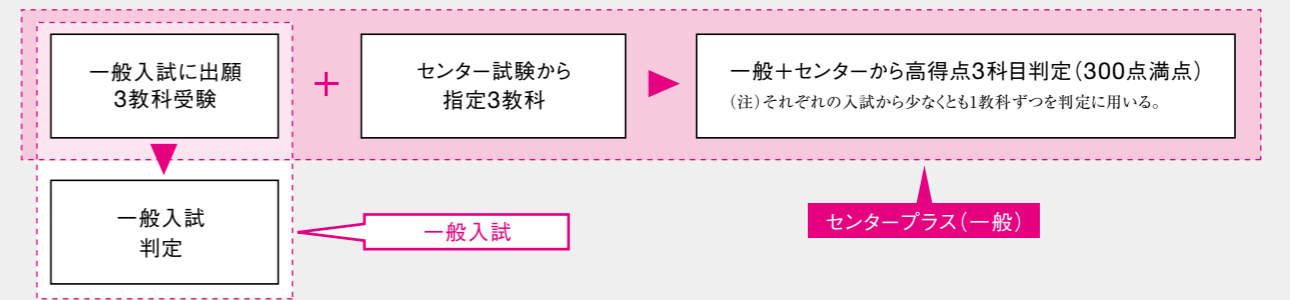 一般入試に出願
3教科受験
+
センター試験から
指定3教科
一般+センターから高得点3科目判定(300点満点)
(注)それぞれの入試から少なくとも1教科ずつを判定に用いる。
一般入試
判定
一般入試
センタープラス(一般)